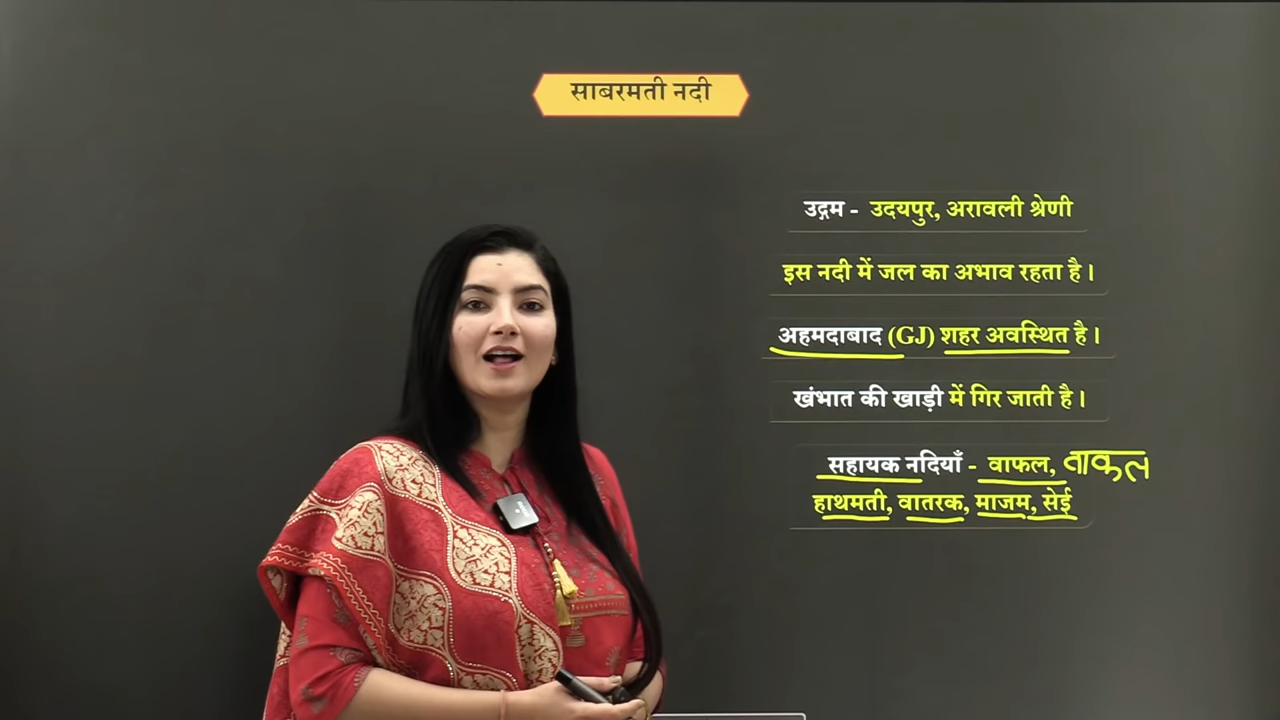 साबरमती नदी
उद्गम - उदयपुर, अरावली श्रेणी
इस नदी में जल का अभाव रहता है।
अहमदाबाद (GJ) शहर अवस्थित है।
खंभात की खाड़ी में गिर जाती है।
सहायक नदियाँ - वाफल, वाकल
हाथमती, वातरक, माजम, सेई